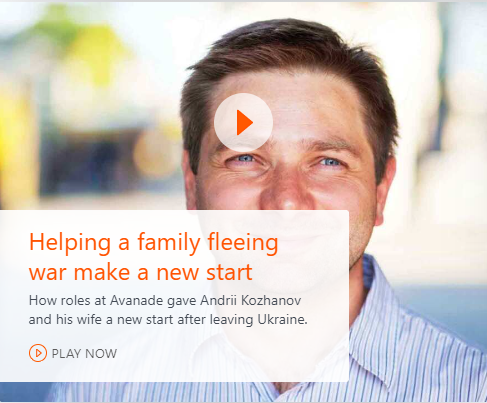 Helping a family fleeing
war make a new start
How roles at Avanade gave Andrii Kozhanov
and his wife a new start after leaving Ukraine.
PLAY NOW